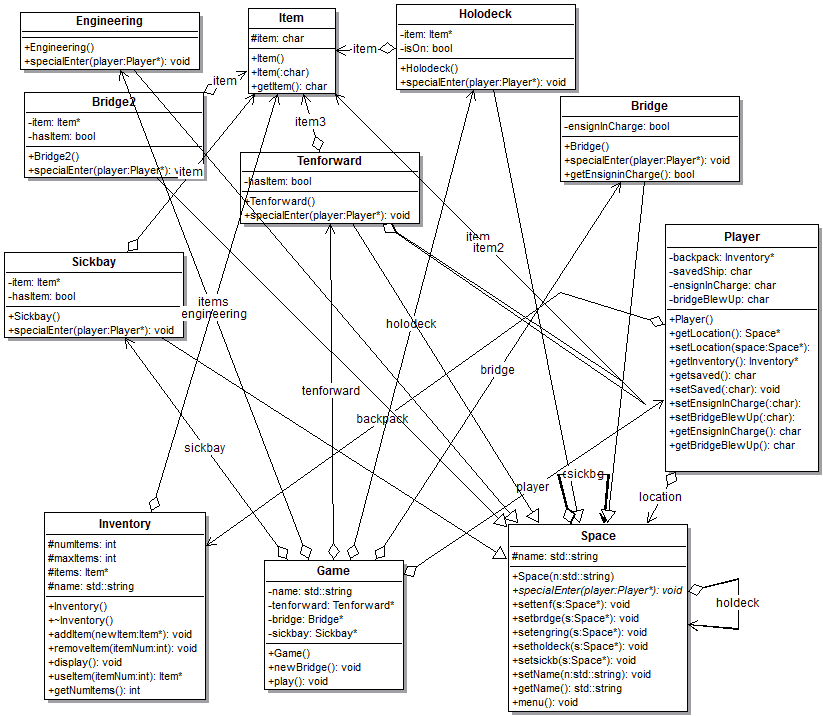 Engineering
+Engineering()
+specialEnter(player:Player*): void
Item
#item: char
+Item()
+Item(:char)
+getItem(): char
Holodeck
-item: Item*
-isOn: bool
+Holodeck()
+specialEnter(player:Player*): void
item
item
Bridge2
-item: Item*
-hasItem: bool
+Bridge2()
+specialEnter(player:Player*): v
item
item3
Bridge
-ensignInCharge: bool
+Bridge()
+specialEnter(player:Player*): void
+getEnsigninCharge(): bool
Tenforward
-hasItem: bool
+Tenforward()
+specialEnter(player:Player*): void
Sickbay
-item: Item*
-hasItem: bool
+Sickbay()
+specialEnter(player:Player*): void
item
item2
Player
-backpack: Inventory*
-savedShip: char
-ensignInCharge: char
-bridgeBlewUp: char
+Player()
+getLocation(): Space*
+setLocation(space:Space*):
+getInventory(): Inventory*
+getsaved(): char
+setSaved(:char): void
+setEnsignInCharge(:char):
+setBridgeBlewUp(:char):
+getEnsignInCharge(): char
+getBridgeBlewUp(): char
items
engineering
holodeck
bridge
tenforward
backpack
sickbay
player
location
Inventory
#numItems: int
#maxItems: int
#items: Item*
#name: std::string
+Inventory()
+~Inventory()
+addItem(newItem:Item*): void
+removeItem(itemNum:int): void
+display(): void
+useItem(itemNum:int): Item*
+getNumItems(): int
Game
-name: std::string
-tenforward: Tenforward*
-bridge: Bridge*
-sickbay: Sickbay*
+Game()
+newBridge(): void
+play(): void
Space
#name: std::string
+Space(n:std::string)
+specialEnter(player:Player*): void
+settenf(s:Space*): void
+setbrdge(s:Space*): void
+setengring(s:Space*): void
+setholdeck(s:Space*): void
+setsickb(s:Space*): void
+setName(n:std::string): void
+getName(): std::string
+menu(): void
holdeck